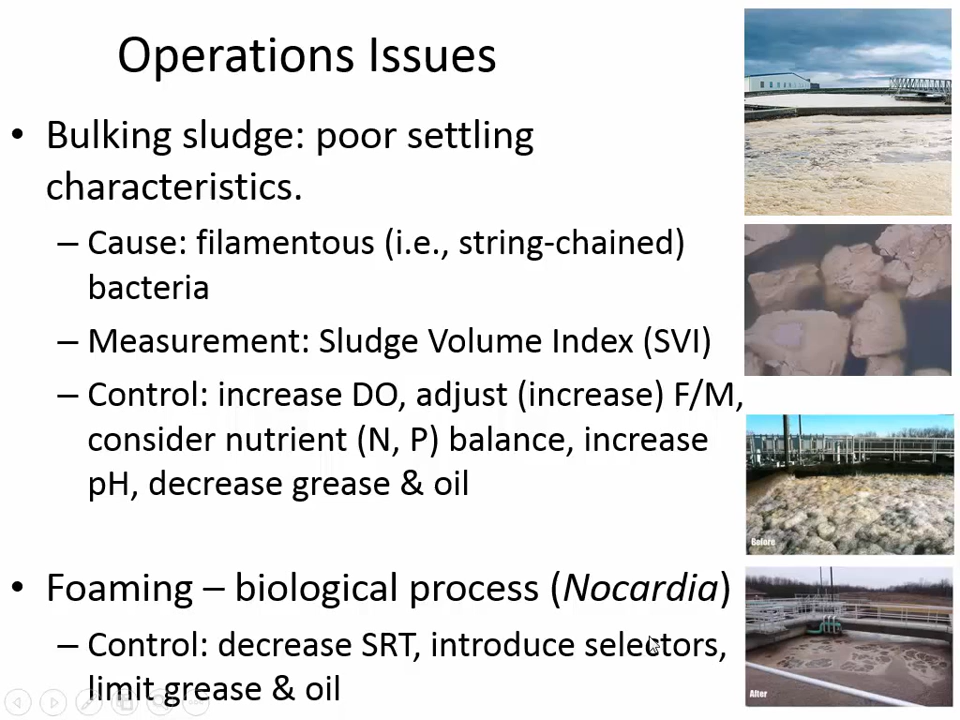 Operations Issues
• Bulking sludge: poor settling
characteristics.
– Cause: filamentous (i.e., string-chained)
bacteria
– Measurement: Sludge Volume Index (SVI)
– Control: increase DO, adjust (increase) F/M,
consider nutrient (N, P) balance, increase
pH, decrease grease & oil
• Foaming – biological process (Nocardia)
– Control: decrease SRT, introduce selectors,
limit grease & oil
Before
After